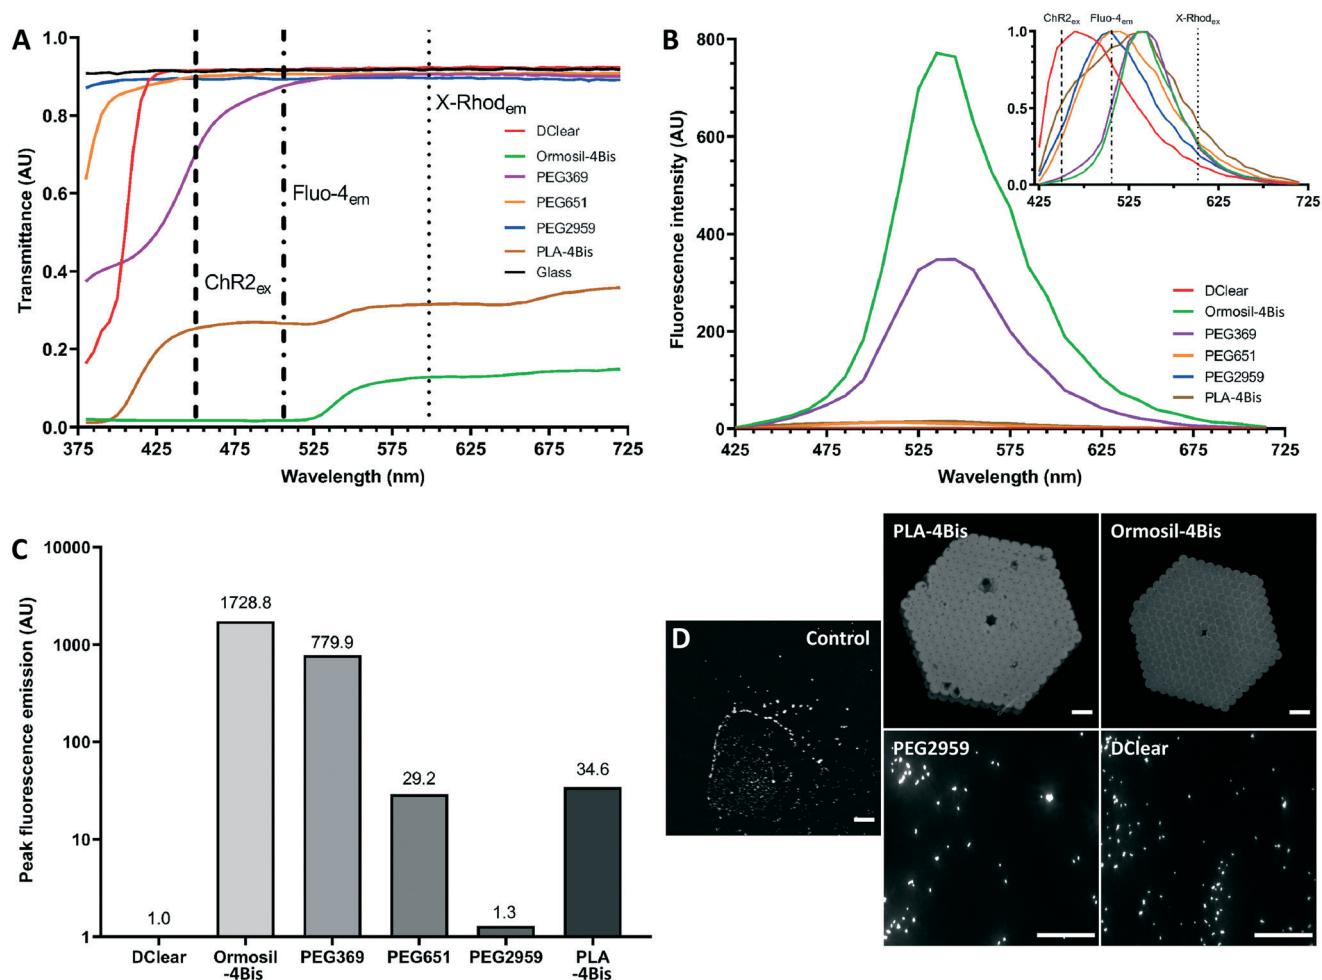 A
1.0
0.8
0.6
0.4
0.2
0.0
Transmittance (AU)
375
425
475
525
575
625
675
725
Wavelength (nm)
ChR2ex
Fluo-4em
X-Rhodem
DClear
Ormosil-4Bis
PEG369
PEG651
PEG2959
PLA-4Bis
Glass
B
800
600
400
200
0
Fluorescence intensity (AU)
425
475
525
575
625
675
725
Wavelength (nm)
ChR2ex
Fluo-4em
X-Rhodex
1.0
0.5
0.0
425
525
625
725
DClear
Ormosil-4Bis
PEG369
PEG651
PEG2959
PLA-4Bis
C
10000
1000
100
10
1
Peak fluorescence emission (AU)
1.0
1728.8
779.9
29.2
1.3
34.6
DClear
Ormosil
-4Bis
PEG369
PEG651
PEG2959
PLA
-4Bis
D
Control
PLA-4Bis
Ormosil-4Bis
PEG2959
DClear